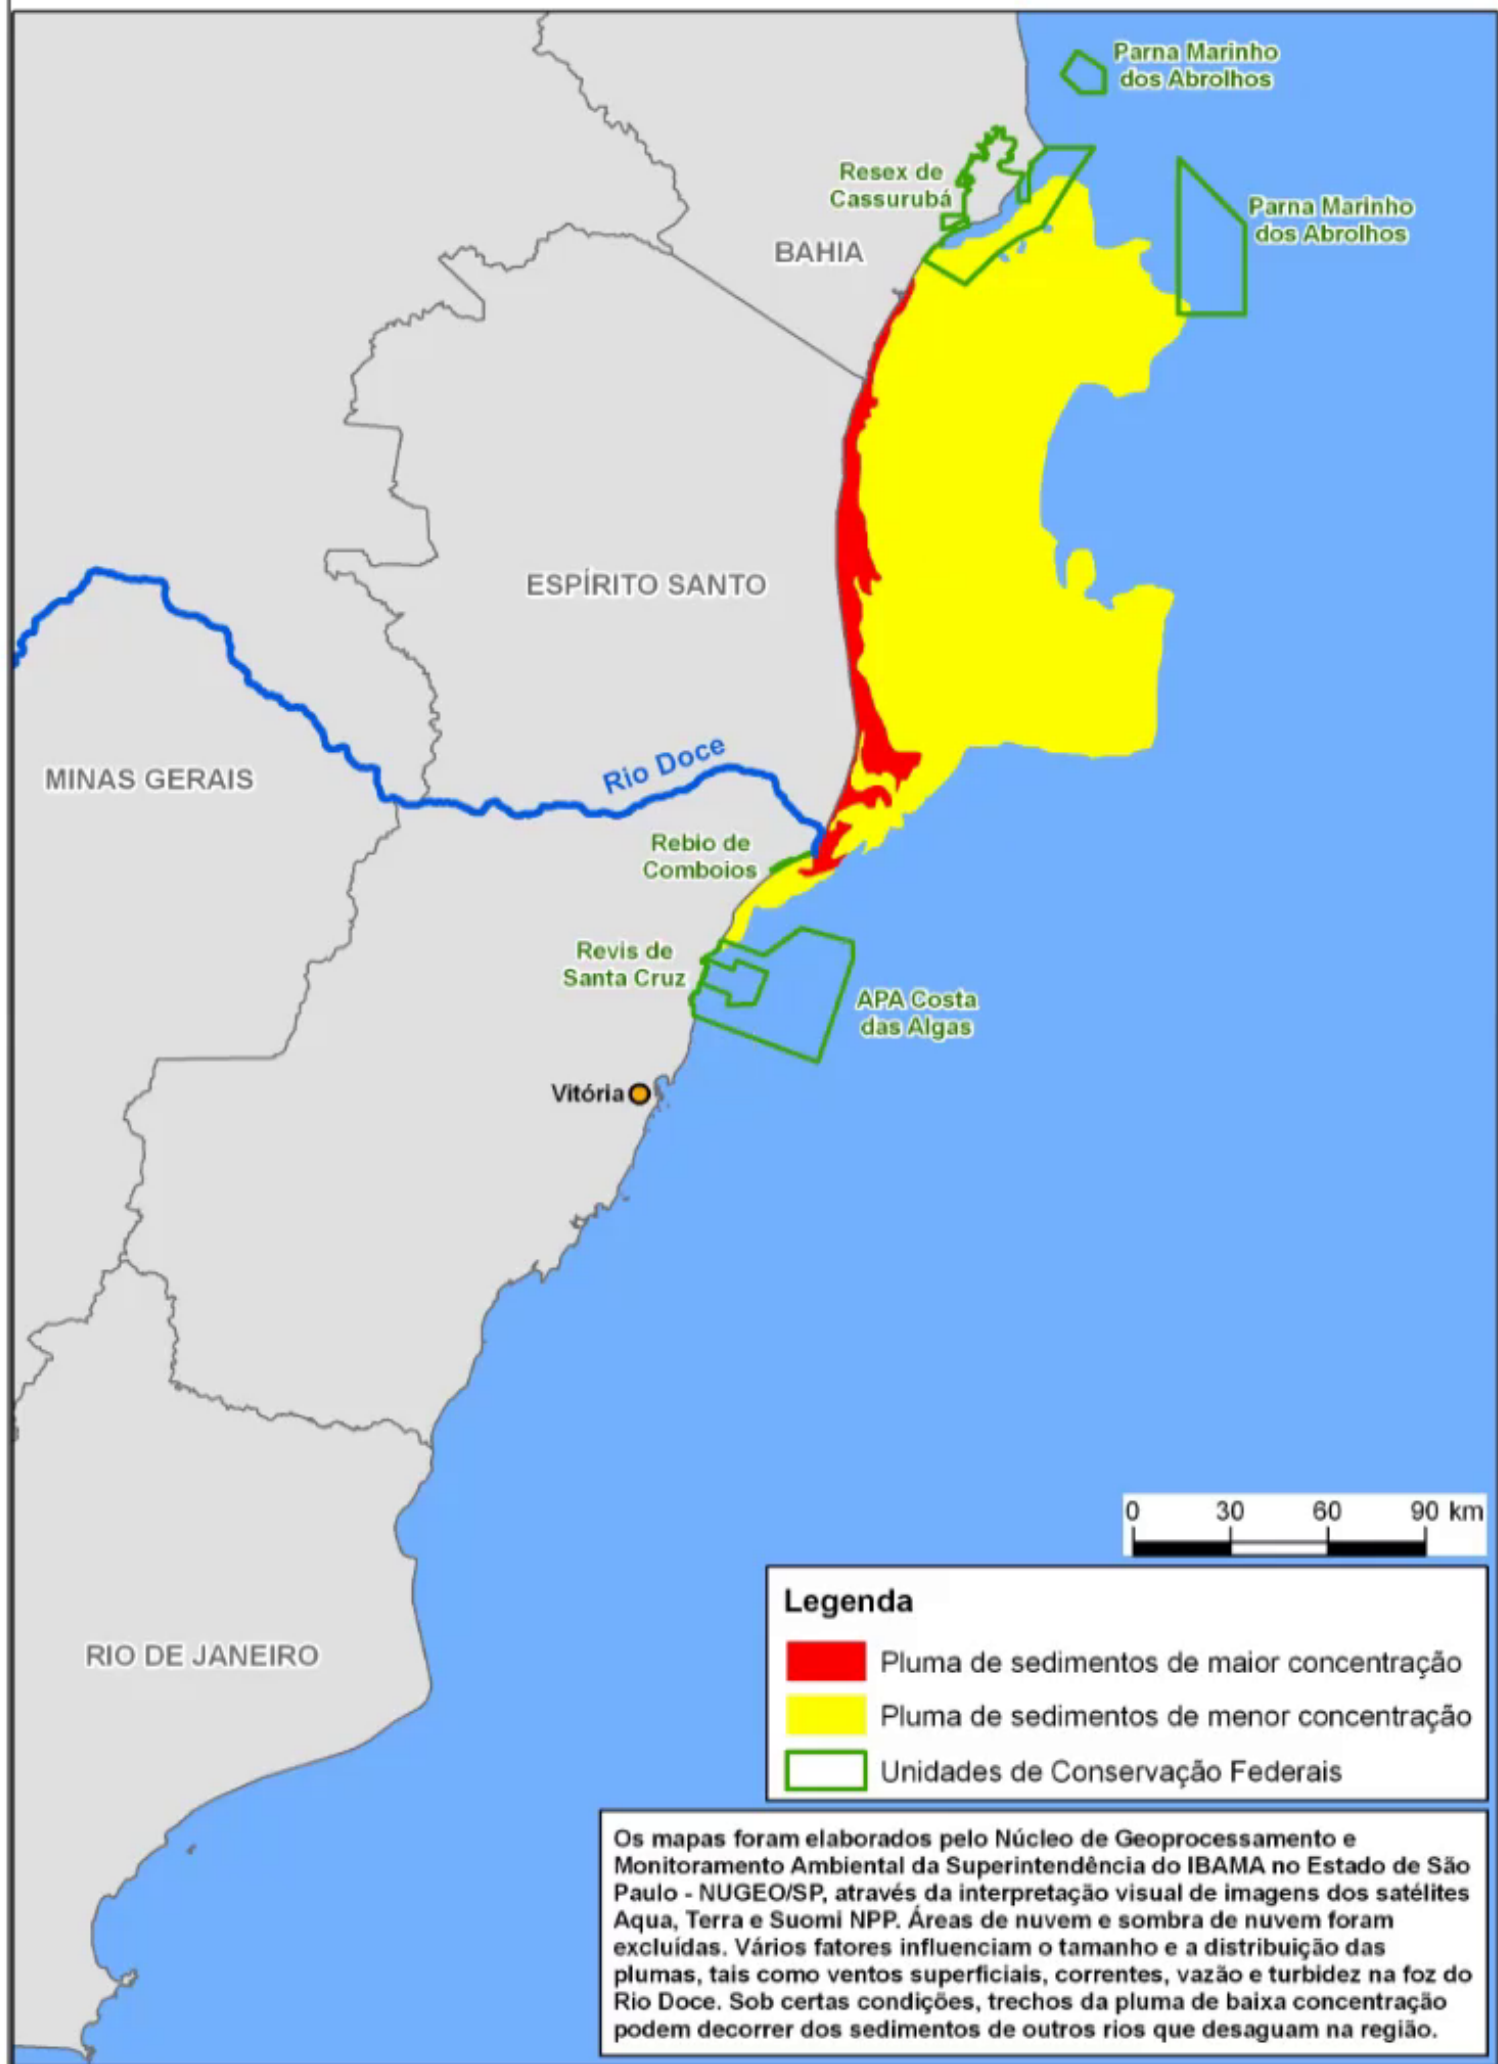 Parna Marinho
dos Abrolhos
Resex de
Cassurubá
Parna Marinho
dos Abrolhos
BAHIA
ESPÍRITO SANTO
MINAS GERAIS
Rio Doce
Rebio de
Comboios
Revis de
Santa Cruz
APA Costa
das Algas
Vitória
RIO DE JANEIRO
0 30 60 90 km
Legenda
Pluma de sedimentos de maior concentração
Pluma de sedimentos de menor concentração
Unidades de Conservação Federais
Os mapas foram elaborados pelo Núcleo de Geoprocessamento e
Monitoramento Ambiental da Superintendência do IBAMA no Estado de São
Paulo - NUGEO/SP, através da interpretação visual de imagens dos satélites
Aqua, Terra e Suomi NPP. Áreas de nuvem e sombra de nuvem foram
excluídas. Vários fatores influenciam o tamanho e a distribuição das
plumas, tais como ventos superficiais, correntes, vazão e turbidez na foz do
Rio Doce. Sob certas condições, trechos da pluma de baixa concentração
podem decorrer dos sedimentos de outros rios que desaguam na região.